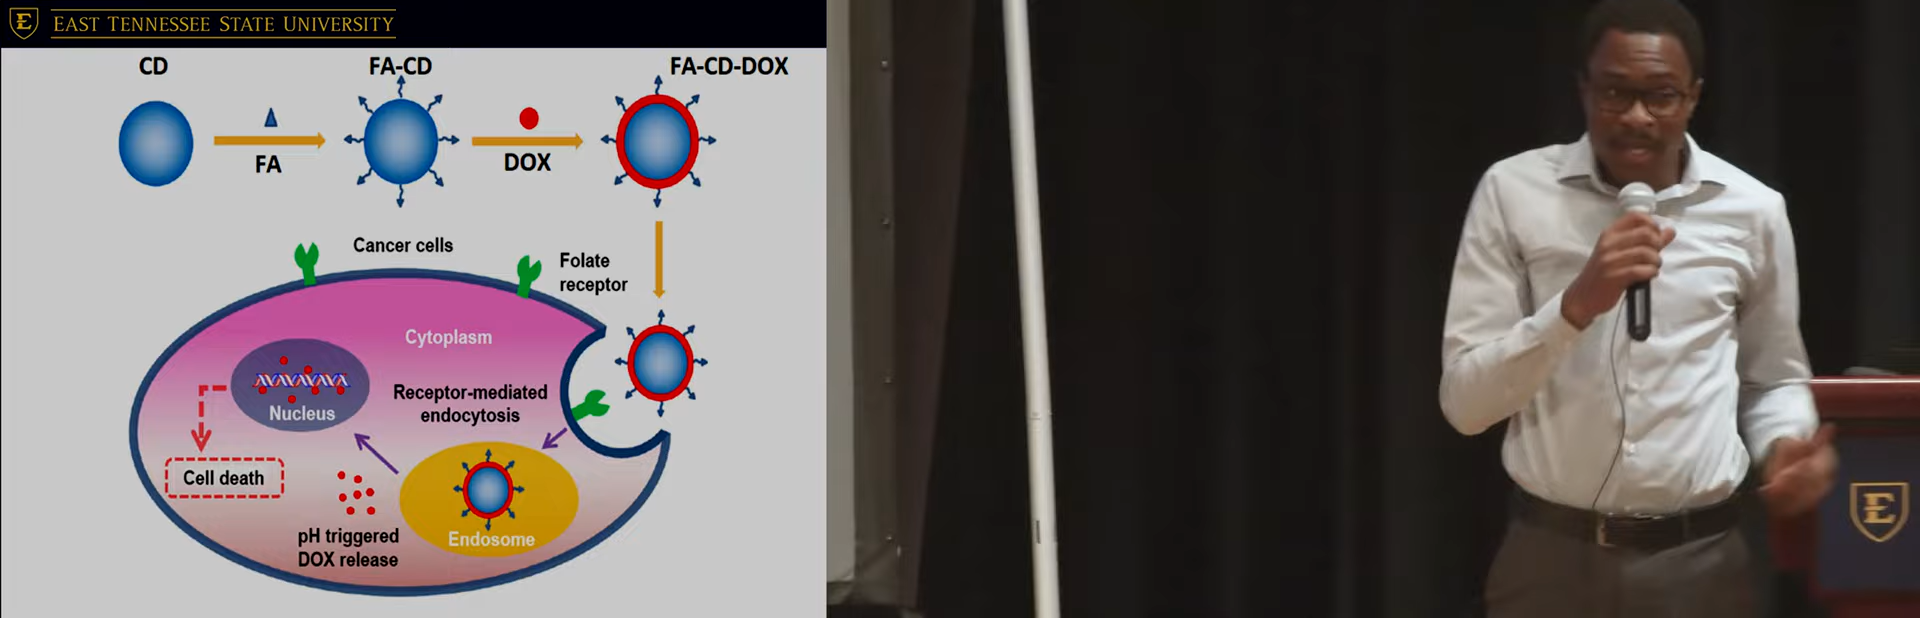 EAST TENNESSEE STATE UNIVERSITY
CD
FA-CD
FA-CD-DOX
FA
DOX
Cancer cells
Folate
receptor
Cytoplasm
Receptor-mediated
endocytosis
Nucleus
Cell death
pH triggered
DOX release
Endosome
E
E